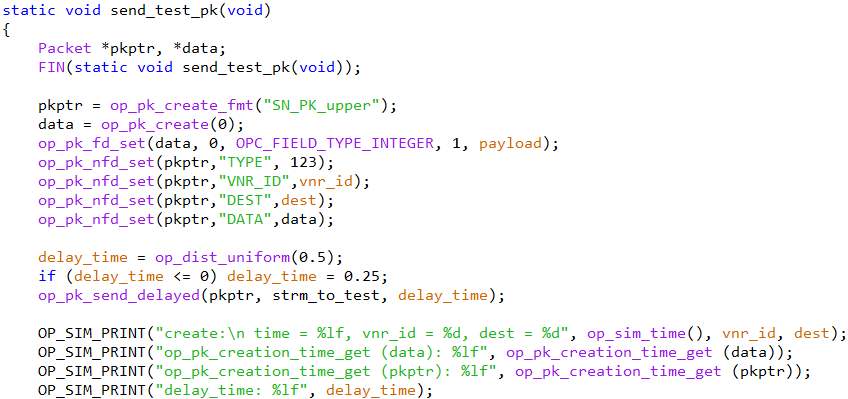 static void send_test_pk(void)
{
    Packet *pkptr, *data;
    FIN(static void send_test_pk(void));

    pkptr = op_pk_create_fmt("SN_PK_upper");
    data = op_pk_create(0);
    op_pk_fd_set(data, 0, OPC_FIELD_TYPE_INTEGER, 1, payload);
    op_pk_nfd_set(pkptr,"TYPE", 123);
    op_pk_nfd_set(pkptr,"VNR_ID",vnr_id);
    op_pk_nfd_set(pkptr,"DEST",dest);
    op_pk_nfd_set(pkptr,"DATA",data);

    delay_time = op_dist_uniform(0.5);
    if (delay_time <= 0) delay_time = 0.25;
    op_pk_send_delayed(pkptr, strm_to_test, delay_time);

    OP_SIM_PRINT("create:\n time = %lf, vnr_id = %d, dest = %d", op_sim_time(), vnr_id, dest);
    OP_SIM_PRINT("op_pk_creation_time_get (data): %lf", op_pk_creation_time_get (data));
    OP_SIM_PRINT("op_pk_creation_time_get (pkptr): %lf", op_pk_creation_time_get (pkptr));
    OP_SIM_PRINT("delay_time: %lf", delay_time);